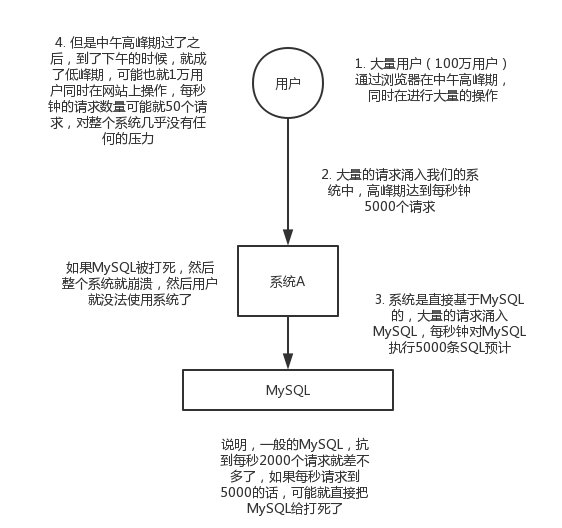 4. 但是中午高峰期过了之
后，到了下午的时候，就成
了低峰期，可能也就1万用
户同时在网站上操作，每秒
钟的请求数量可能就50个请
求，对整个系统几乎没有任
何的压力
用户
1. 大量用户（100万用户）
通过浏览器在中午高峰期，
同时在进行大量的操作
2. 大量的请求涌入我们的系
统中，高峰期达到每秒钟
5000个请求
如果MySQL被打死，然后
整个系统就崩溃，然后用户
就没法使用系统了
系统A
3. 系统是直接基于MySQL
的，大量的请求涌入
MySQL，每秒钟对MySQL
执行5000条SQL预计
MySQL
说明，一般的MySQL，抗
到每秒2000个请求就差不
多了，如果每秒请求到
5000的话，可能就直接把
MySQL给打死了